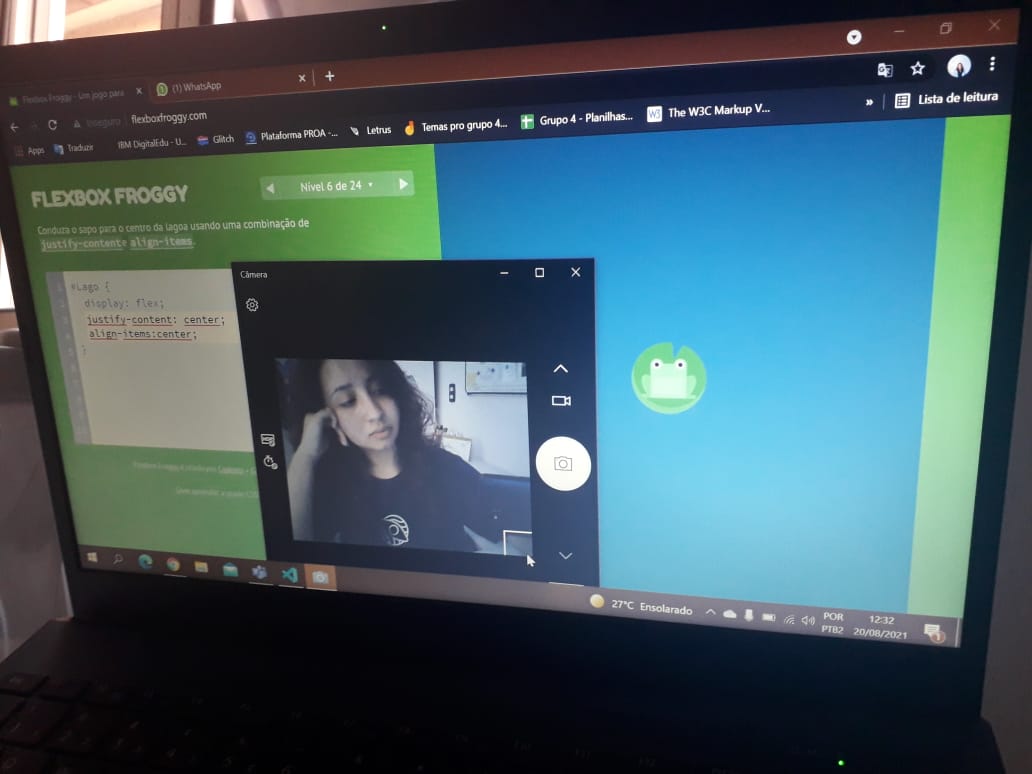 Flexbox Froggy - Um jogo para
(1) WhatsApp
Inseguro
flexboxfroggy.com
Apps
Traduzir
IBM DigitalEdu - U...
Glitch
Plataforma PROA -...
Letrus
Temas pro grupo 4...
Grupo 4 - Planilhas...
The W3C Markup V...
»
Lista de leitura
FLEXBOX FROGGY
Nível 6 de 24
Conduza o sapo para o centro da lagoa usando uma combinação de
justify-content e align-items.
#Lago {
display: flex;
justify-content: center;
align-items:center;
}
Câmera
27°C Ensolarado
POR
PTB2
12:32
20/08/2021
1